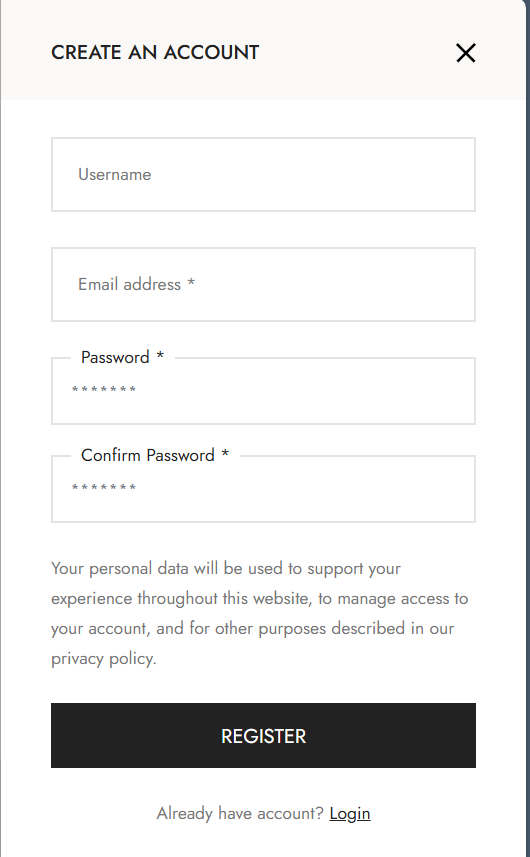 CREATE AN ACCOUNT
Username
Email address *
Password *
*******
Confirm Password *
*******
Your personal data will be used to support your
experience throughout this website, to manage access to
your account, and for other purposes described in our
privacy policy.
REGISTER
Already have account? Login